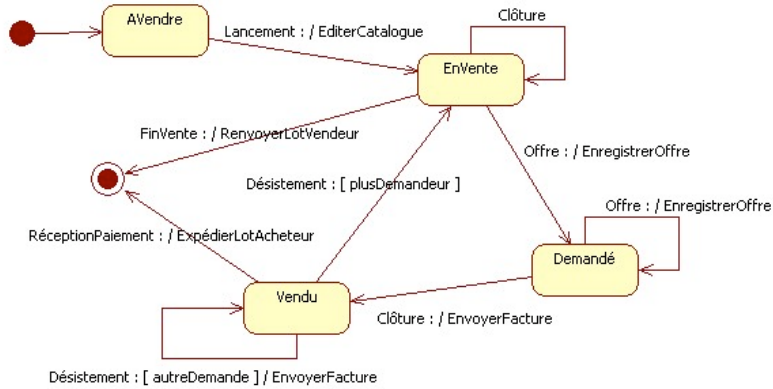 AVendre
Lancement : / EditerCatalogue
Clôture
EnVente
FinVente : / RenvoyerLotVendeur
Offre : / EnregistrerOffre
Désistement : [ plusDemandeur ]
Offre : / EnregistrerOffre
RéceptionPaiement : / ExpédierLotAcheteur
Demandé
Vendu
Clôture : / EnvoyerFacture
Désistement : [ autreDemande ] / EnvoyerFacture